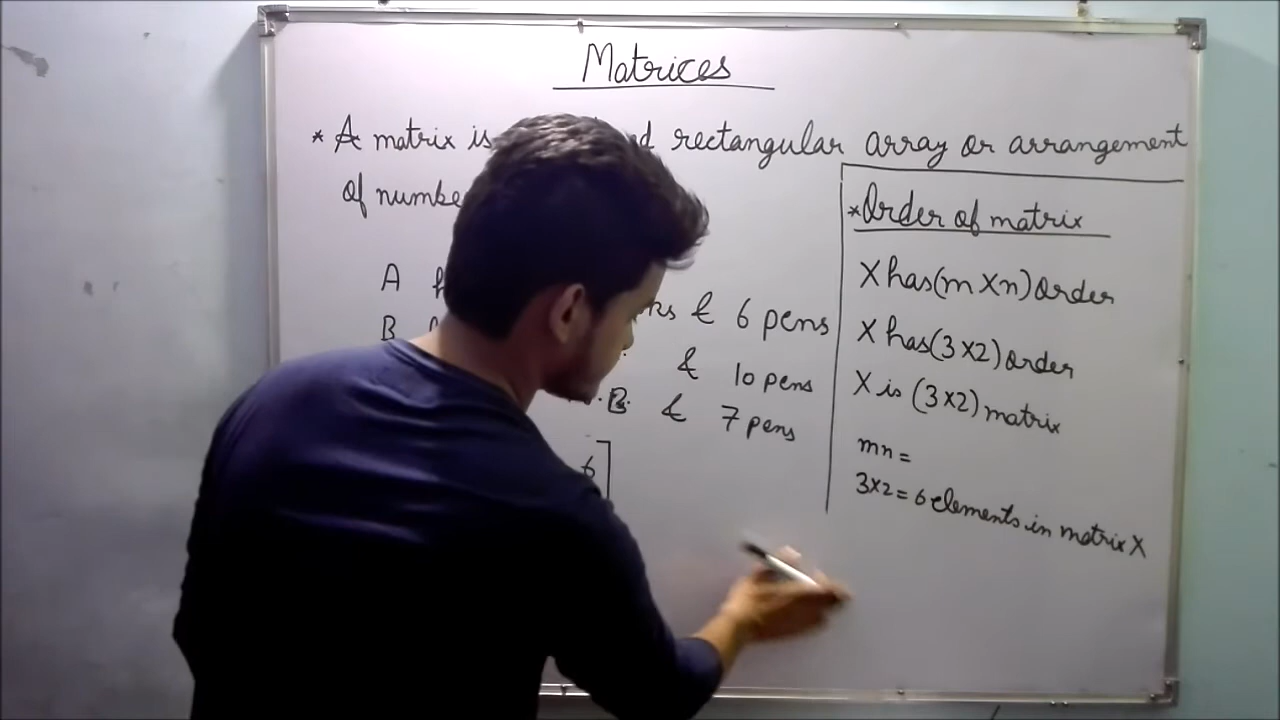 Matrices
* A matrix is rectangular array or arrangement
of
A & 6 pens
B & 10 pens
B. & 7 pens
6
*Order of matrix
X has (m X n) Order
X has (3 X 2) order
X is (3 X 2) matrix
mn =
3x2 = 6 elements in matrix X